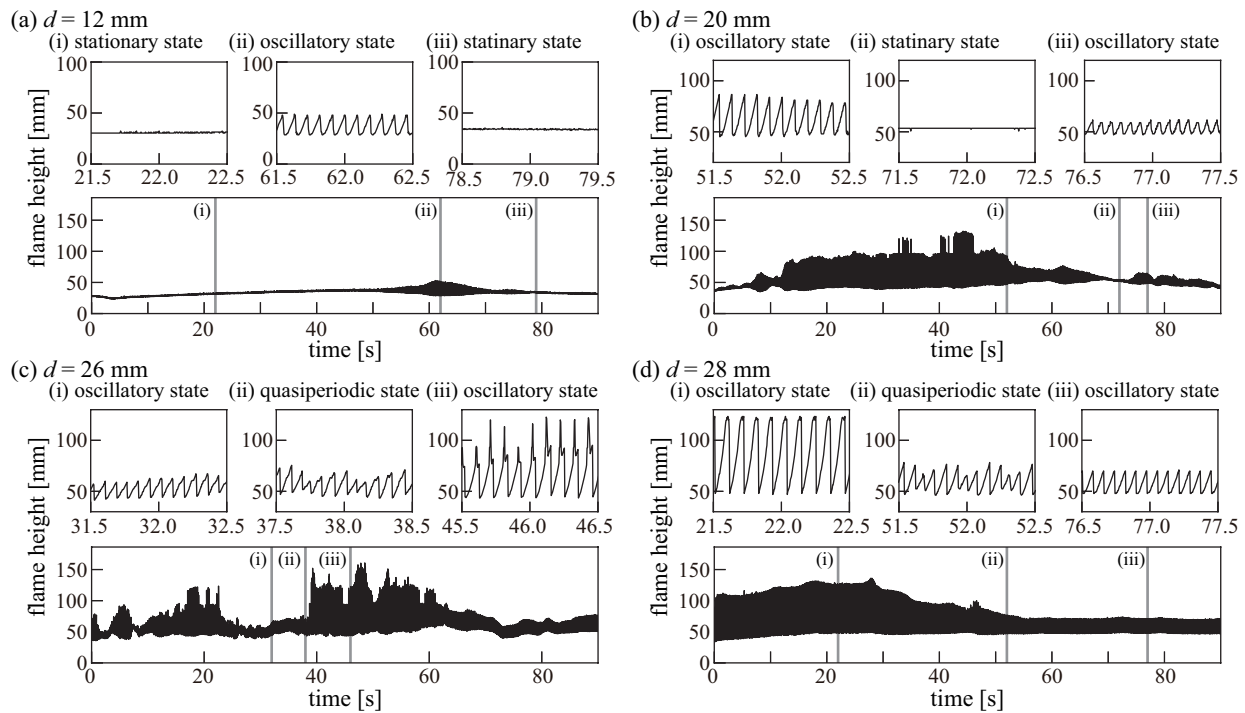 (a) d = 12 mm
(i) stationary state (ii) oscillatory state (iii) statinary state
100
50
0
21.5 22.0 22.5 61.5 62.0 62.5 78.5 79.0 79.5
100
50
0
100
50
0
flame height [mm]
(i) (ii) (iii)
150
100
50
0
0 20 40 60 80
time [s]
(b) d = 20 mm
(i) oscillatory state (ii) statinary state (iii) oscillatory state
100
50
51.5 52.0 52.5 71.5 72.0 72.5 76.5 77.0 77.5
100
50
100
50
flame height [mm]
(i) (ii) (iii)
150
100
50
0
0 20 40 60 80
time [s]
(c) d = 26 mm
(i) oscillatory state (ii) quasiperiodic state (iii) oscillatory state
100
50
31.5 32.0 32.5 37.5 38.0 38.5 45.5 46.0 46.5
100
50
100
50
flame height [mm]
(i) (ii) (iii)
150
100
50
0
0 20 40 60 80
time [s]
(d) d = 28 mm
(i) oscillatory state (ii) quasiperiodic state (iii) oscillatory state
100
50
21.5 22.0 22.5 51.5 52.0 52.5 76.5 77.0 77.5
100
50
100
50
flame height [mm]
(i) (ii) (iii)
150
100
50
0
0 20 40 60 80
time [s]